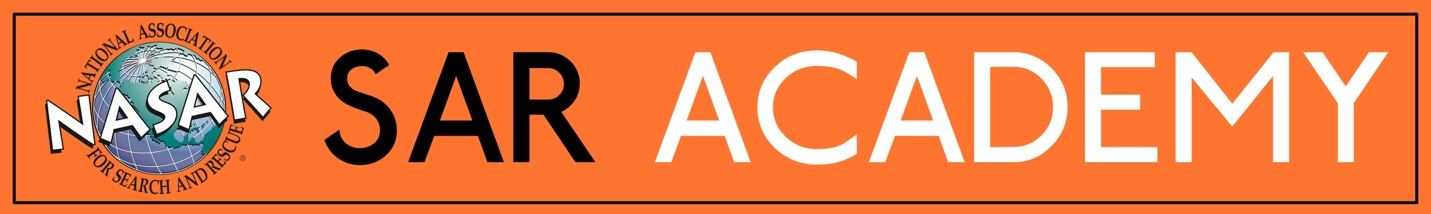 NATIONAL ASSOCIATION
NASAR
FOR SEARCH AND RESCUE
®
SAR ACADEMY